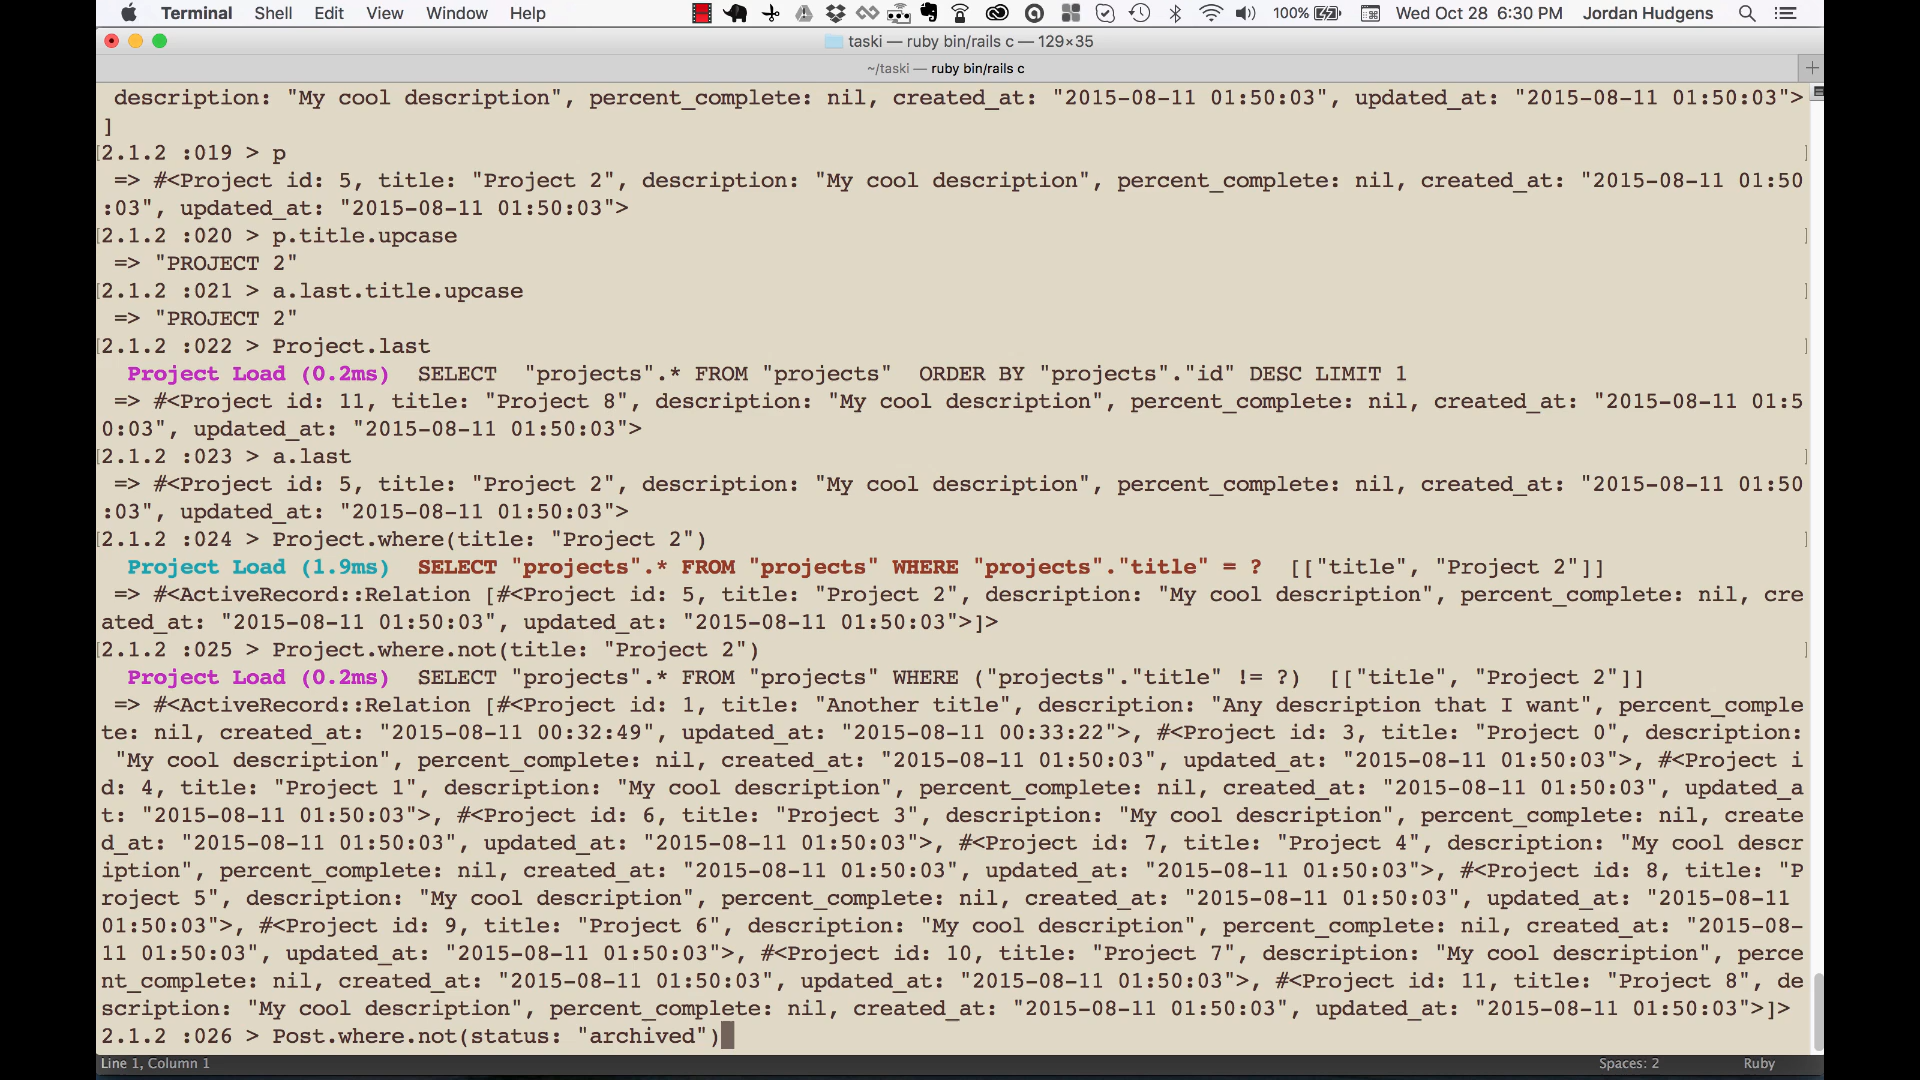 Terminal Shell Edit View Window Help 100% Wed Oct 28 6:30 PM Jordan Hudgens
taski — ruby bin/rails c — 129×35
~/taski — ruby bin/rails c
description: "My cool description", percent_complete: nil, created_at: "2015-08-11 01:50:03", updated_at: "2015-08-11 01:50:03">
]
[2.1.2 :019 > p ]
=> #<Project id: 5, title: "Project 2", description: "My cool description", percent_complete: nil, created_at: "2015-08-11 01:50
:03", updated_at: "2015-08-11 01:50:03">
[2.1.2 :020 > p.title.upcase ]
=> "PROJECT 2"
[2.1.2 :021 > a.last.title.upcase ]
=> "PROJECT 2"
[2.1.2 :022 > Project.last ]
Project Load (0.2ms) SELECT "projects".* FROM "projects" ORDER BY "projects"."id" DESC LIMIT 1
=> #<Project id: 11, title: "Project 8", description: "My cool description", percent_complete: nil, created_at: "2015-08-11 01:5
0:03", updated_at: "2015-08-11 01:50:03">
[2.1.2 :023 > a.last ]
=> #<Project id: 5, title: "Project 2", description: "My cool description", percent_complete: nil, created_at: "2015-08-11 01:50
:03", updated_at: "2015-08-11 01:50:03">
[2.1.2 :024 > Project.where(title: "Project 2") ]
Project Load (1.9ms) SELECT "projects".* FROM "projects" WHERE "projects"."title" = ? [["title", "Project 2"]]
=> #<ActiveRecord::Relation [#<Project id: 5, title: "Project 2", description: "My cool description", percent_complete: nil, cre
ated_at: "2015-08-11 01:50:03", updated_at: "2015-08-11 01:50:03">]>
[2.1.2 :025 > Project.where.not(title: "Project 2") ]
Project Load (0.2ms) SELECT "projects".* FROM "projects" WHERE ("projects"."title" != ?) [["title", "Project 2"]]
=> #<ActiveRecord::Relation [#<Project id: 1, title: "Another title", description: "Any description that I want", percent_comple
te: nil, created_at: "2015-08-11 00:32:49", updated_at: "2015-08-11 00:33:22">, #<Project id: 3, title: "Project 0", description:
"My cool description", percent_complete: nil, created_at: "2015-08-11 01:50:03", updated_at: "2015-08-11 01:50:03">, #<Project i
d: 4, title: "Project 1", description: "My cool description", percent_complete: nil, created_at: "2015-08-11 01:50:03", updated_a
t: "2015-08-11 01:50:03">, #<Project id: 6, title: "Project 3", description: "My cool description", percent_complete: nil, create
d_at: "2015-08-11 01:50:03", updated_at: "2015-08-11 01:50:03">, #<Project id: 7, title: "Project 4", description: "My cool descr
iption", percent_complete: nil, created_at: "2015-08-11 01:50:03", updated_at: "2015-08-11 01:50:03">, #<Project id: 8, title: "P
roject 5", description: "My cool description", percent_complete: nil, created_at: "2015-08-11 01:50:03", updated_at: "2015-08-11
01:50:03">, #<Project id: 9, title: "Project 6", description: "My cool description", percent_complete: nil, created_at: "2015-08-
11 01:50:03", updated_at: "2015-08-11 01:50:03">, #<Project id: 10, title: "Project 7", description: "My cool description", perce
nt_complete: nil, created_at: "2015-08-11 01:50:03", updated_at: "2015-08-11 01:50:03">, #<Project id: 11, title: "Project 8", de
scription: "My cool description", percent_complete: nil, created_at: "2015-08-11 01:50:03", updated_at: "2015-08-11 01:50:03">]>
2.1.2 :026 > Post.where.not(status: "archived")
Line 1, Column 1 Spaces: 2 Ruby